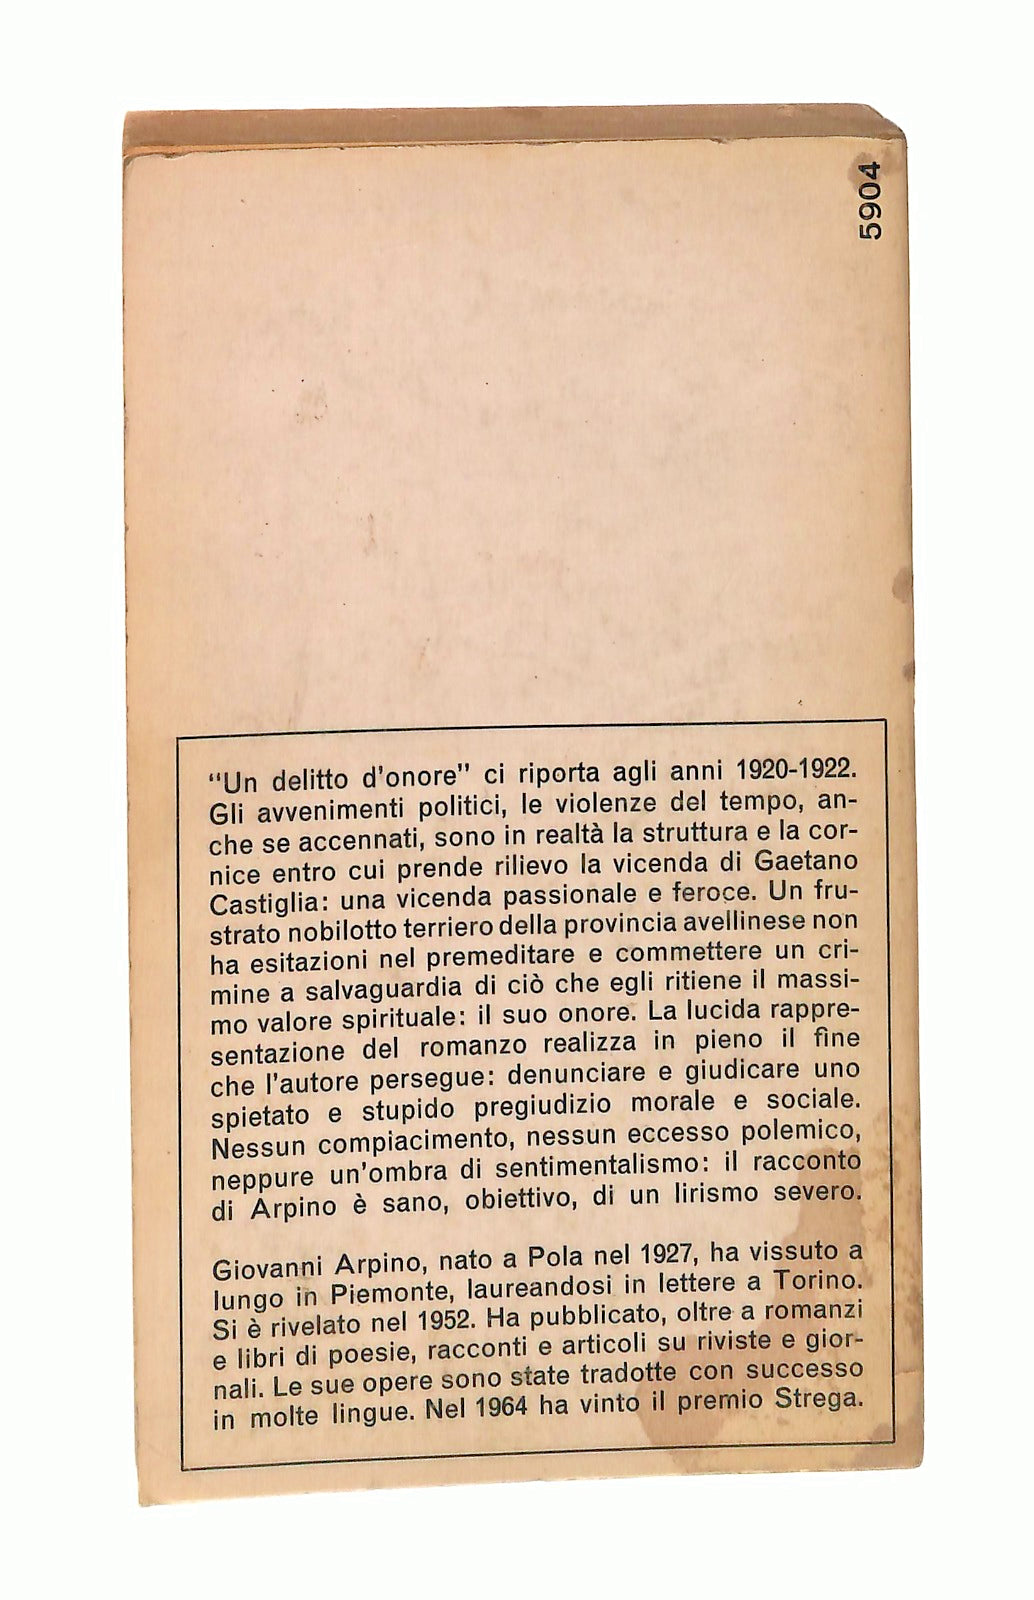 5904
“Un delitto d'onore” ci riporta agli anni 1920-1922.
Gli avvenimenti politici, le violenze del tempo, an-
che se accennati, sono in realtà la struttura e la cor-
nice entro cui prende rilievo la vicenda di Gaetano
Castiglia: una vicenda passionale e feroce. Un fru-
strato nobilotto terriero della provincia avellinese non
ha esitazioni nel premeditare e commettere un cri-
mine a salvaguardia di ciò che egli ritiene il massi-
mo valore spirituale: il suo onore. La lucida rappre-
sentazione del romanzo realizza in pieno il fine
che l'autore persegue: denunciare e giudicare uno
spietato e stupido pregiudizio morale e sociale.
Nessun compiacimento, nessun eccesso polemico,
neppure un'ombra di sentimentalismo: il racconto
di Arpino è sano, obiettivo, di un lirismo severo.
Giovanni Arpino, nato a Pola nel 1927, ha vissuto a
lungo in Piemonte, laureandosi in lettere a Torino.
Si è rivelato nel 1952. Ha pubblicato, oltre a romanzi
e libri di poesie, racconti e articoli su riviste e gior-
nali. Le sue opere sono state tradotte con successo
in molte lingue. Nel 1964 ha vinto il premio Strega.